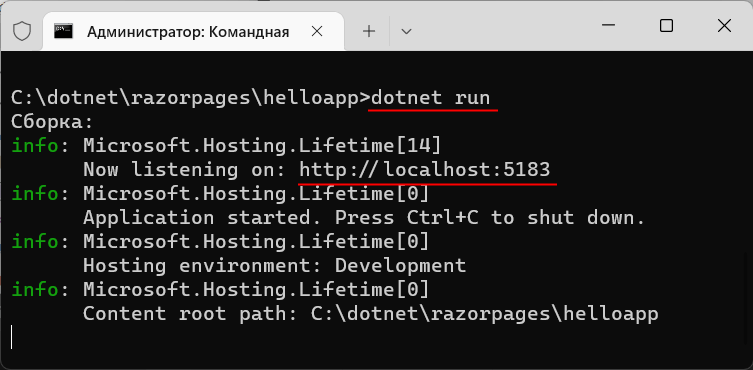 Администратор: Командная
C:\dotnet\razorpages\helloapp>dotnet run
Сборка:
info: Microsoft.Hosting.Lifetime[14]
Now listening on: http://localhost:5183
info: Microsoft.Hosting.Lifetime[0]
Application started. Press Ctrl+C to shut down.
info: Microsoft.Hosting.Lifetime[0]
Hosting environment: Development
info: Microsoft.Hosting.Lifetime[0]
Content root path: C:\dotnet\razorpages\helloapp